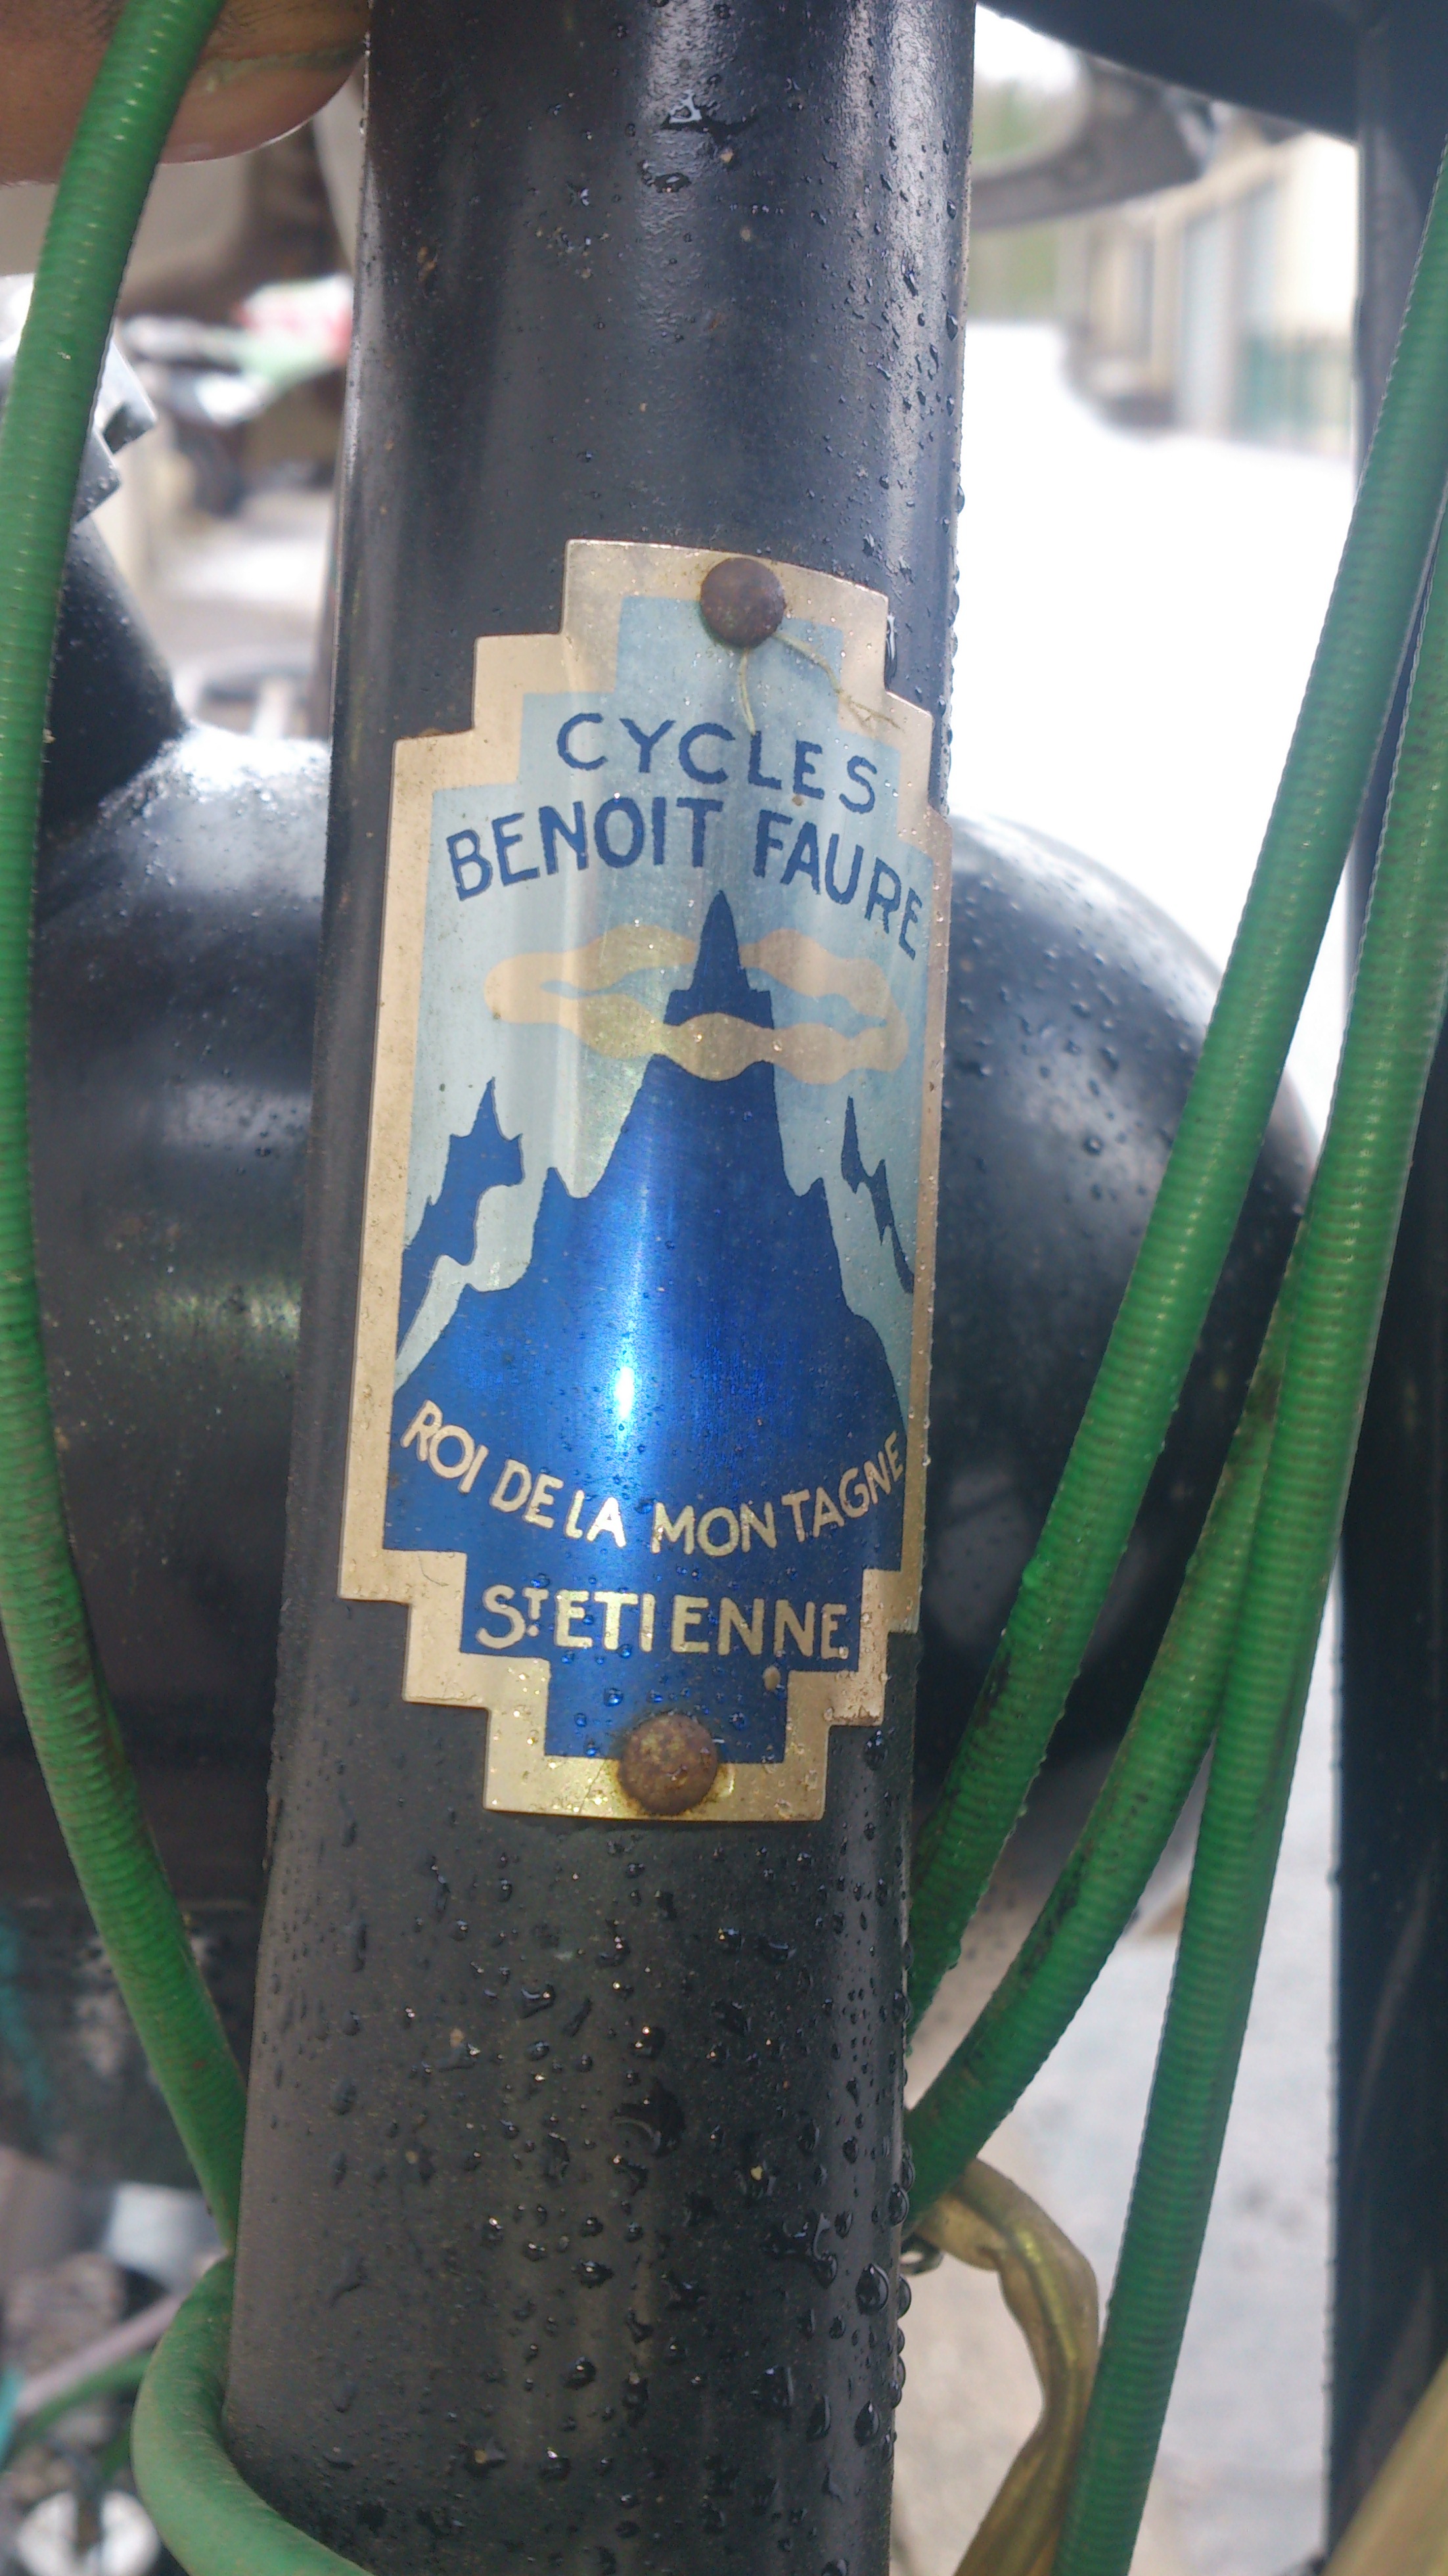 CYCLES
BENOIT FAURE
ROI DE LA MONTAGNE
ST ETIENNE